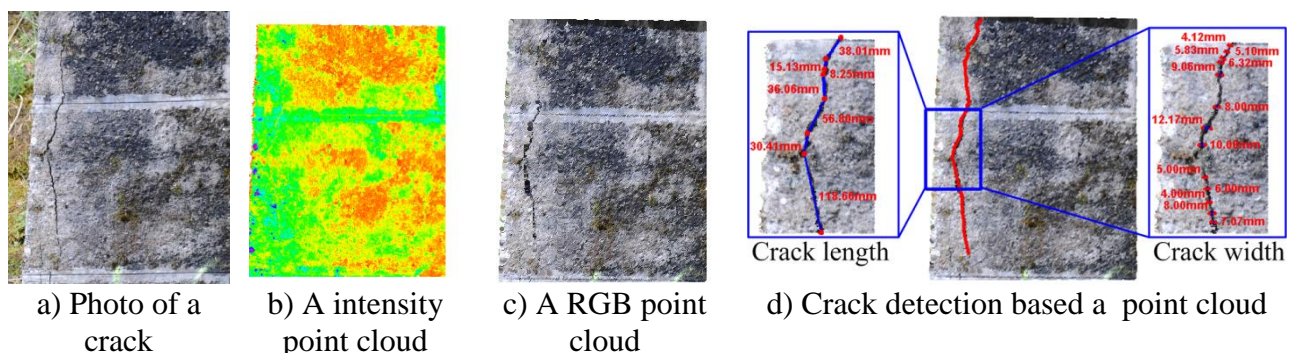 38.01mm
15.13mm
8.25mm
36.06mm
56.80mm
30.41mm
118.60mm
Crack length
4.12mm
5.83mm
5.10mm
6.32mm
9.06mm
8.00mm
12.17mm
10.00mm
5.00mm
6.00mm
4.00mm
8.00mm
7.07mm
Crack width
a) Photo of a
crack
b) A intensity
point cloud
c) A RGB point
cloud
d) Crack detection based a point cloud